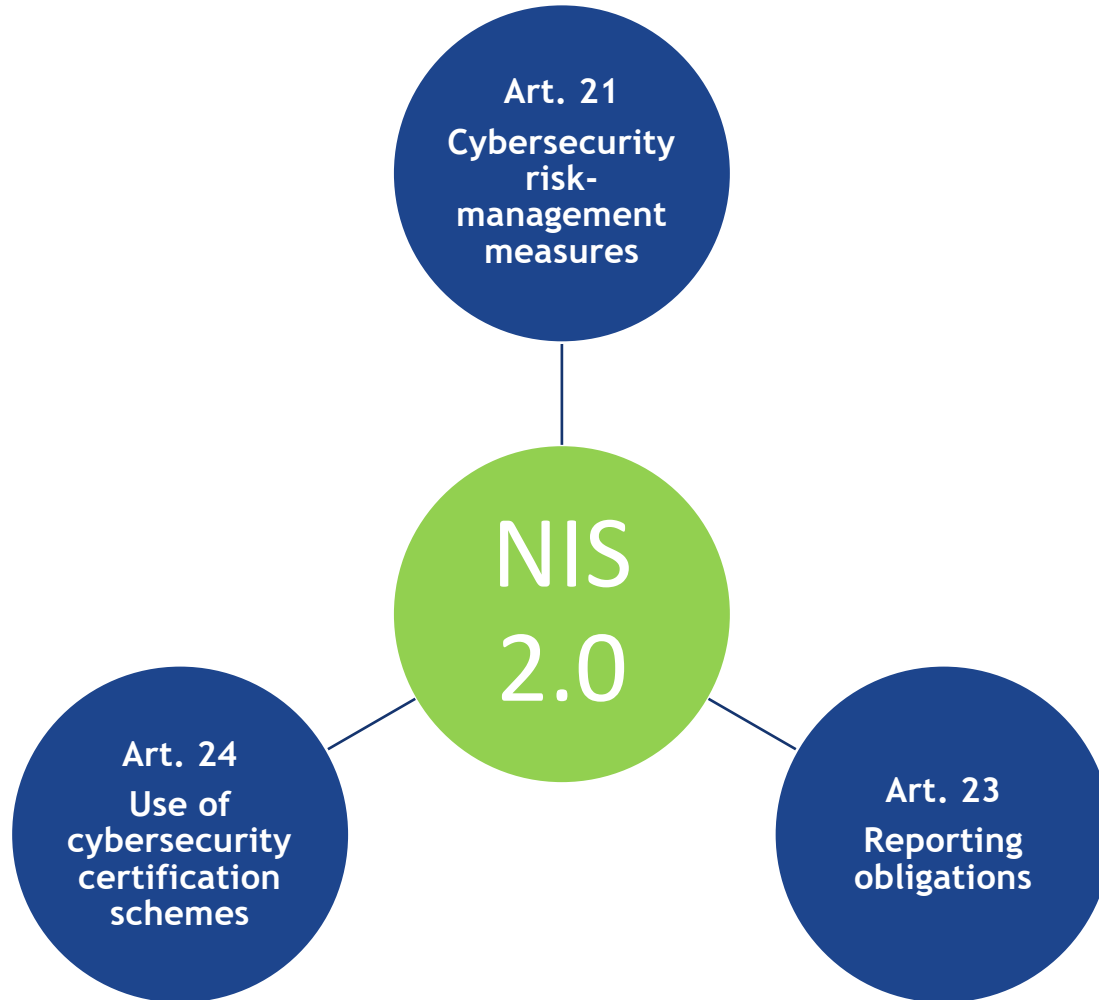 Art. 21
Cybersecurity
risk-
management
measures
NIS
2.0
Art. 24
Use of
cybersecurity
certification
schemes
Art. 23
Reporting
obligations